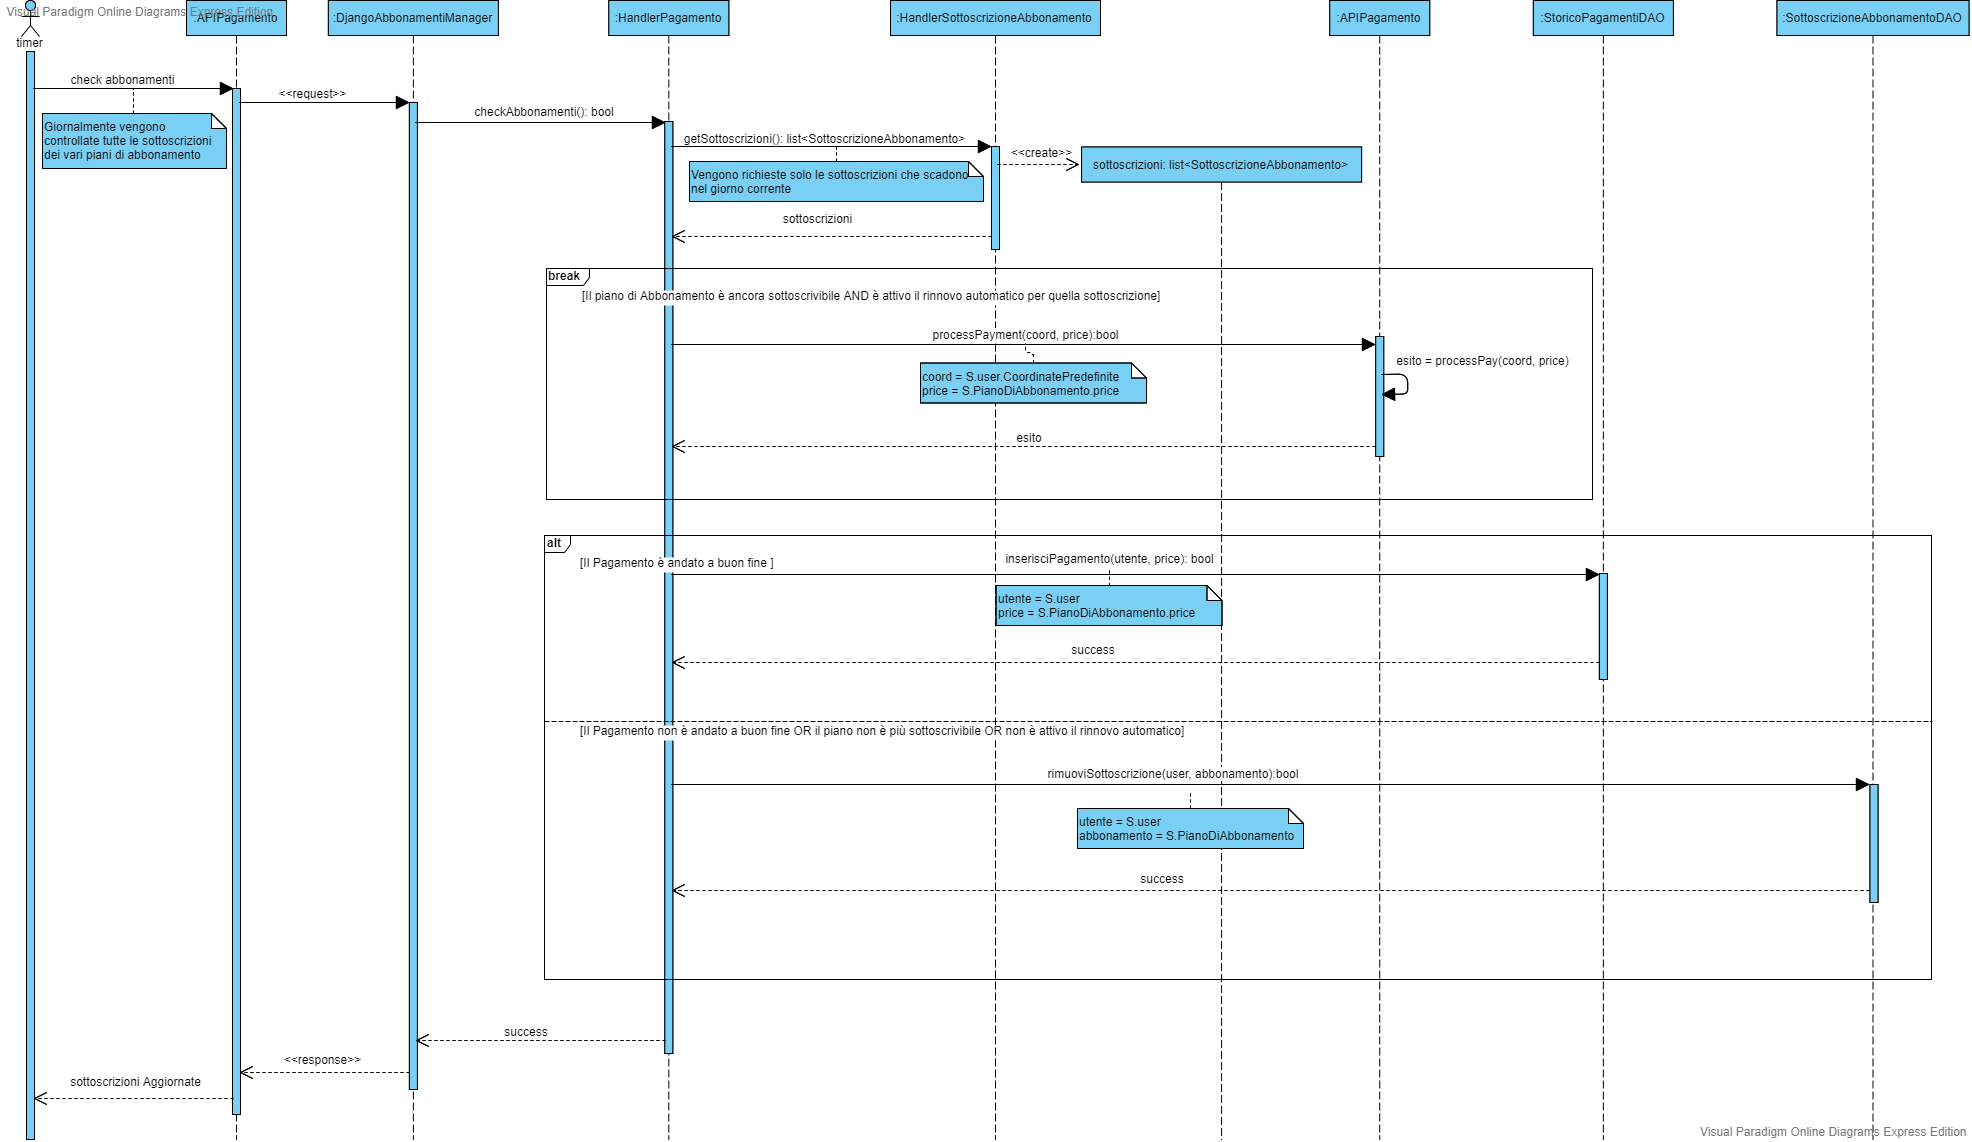 Visual Paradigm Online Diagrams Express Edition
:APIPagamento
:DjangoAbbonamentiManager
:HandlerPagamento
:HandlerSottoscrizioneAbbonamento
:APIPagamento
:StoricoPagamentiDAO
:SottoscrizioneAbbonamentoDAO
timer
check abbonamenti
<<request>>
checkAbbonamenti(): bool
Giornalmente vengono
controllate tutte le sottoscrizioni
dei vari piani di abbonamento
getSottoscrizioni(): list<SottoscrizioneAbbonamento>
<<create>>
sottoscrizioni: list<SottoscrizioneAbbonamento>
Vengono richieste solo le sottoscrizioni che scadono
nel giorno corrente
sottoscrizioni
break
[Il piano di Abbonamento è ancora sottoscrivibile AND è attivo il rinnovo automatico per quella sottoscrizione]
processPayment(coord, price):bool
esito = processPay(coord, price)
coord = S.user.CoordinatePredefinite
price = S.PianoDiAbbonamento.price
esito
alt
[Il Pagamento è andato a buon fine ]
inserisciPagamento(utente, price): bool
utente = S.user
price = S.PianoDiAbbonamento.price
success
[Il Pagamento non è andato a buon fine OR il piano non è più sottoscrivibile OR non è attivo il rinnovo automatico]
rimuoviSottoscrizione(user, abbonamento):bool
utente = S.user
abbonamento = S.PianoDiAbbonamento
success
success
<<response>>
sottoscrizioni Aggiornate
Visual Paradigm Online Diagrams Express Edition